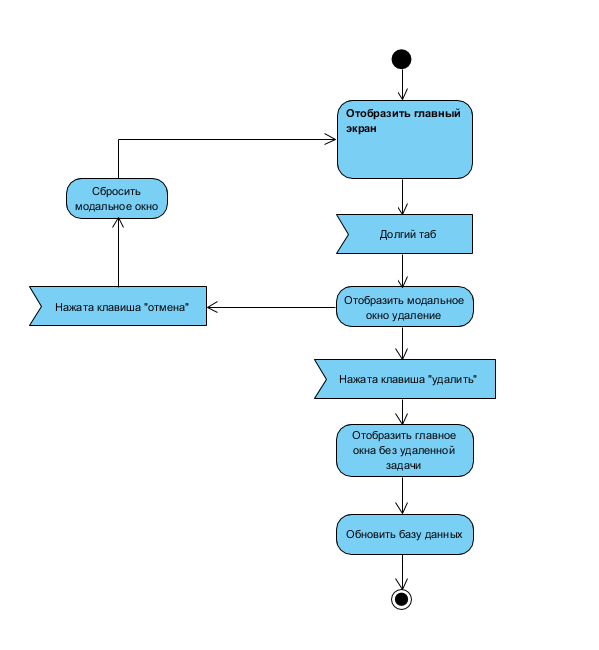 Отобразить главный
экран
Сбросить
модальное окно
Долгий таб
Нажата клавиша "отмена"
Отобразить модальное
окно удаление
Нажата клавиша "удалить"
Отобразить главное
окна без удаленной
задачи
Обновить базу данных